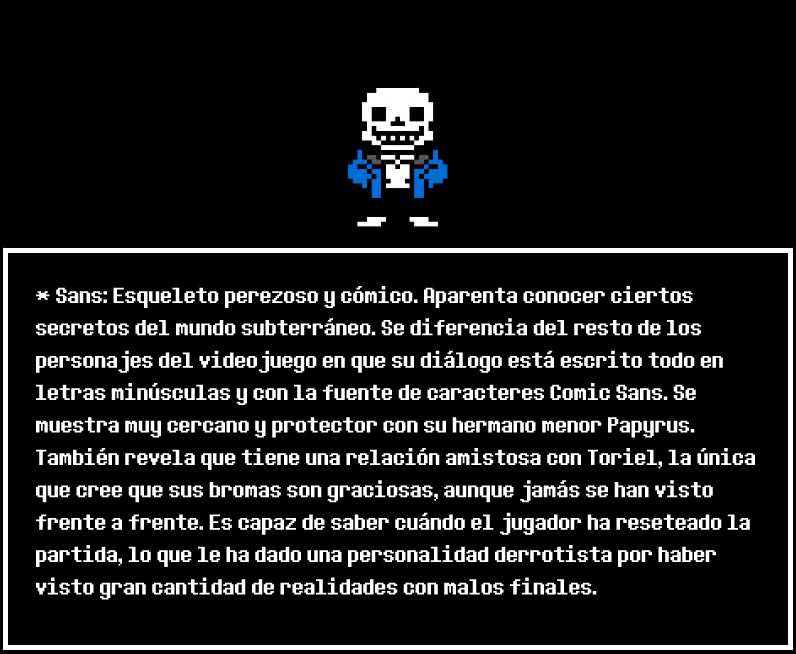 * Sans: Esqueleto perezoso y cómico. Aparenta conocer ciertos
secretos del mundo subterráneo. Se diferencia del resto de los
personajes del videojuego en que su diálogo está escrito todo en
letras minúsculas y con la fuente de caracteres Comic Sans. Se
muestra muy cercano y protector con su hermano menor Papyrus.
También revela que tiene una relación amistosa con Toriel, la única
que cree que sus bromas son graciosas, aunque jamás se han visto
frente a frente. Es capaz de saber cuándo el jugador ha reseteado la
partida, lo que le ha dado una personalidad derrotista por haber
visto gran cantidad de realidades con malos finales.